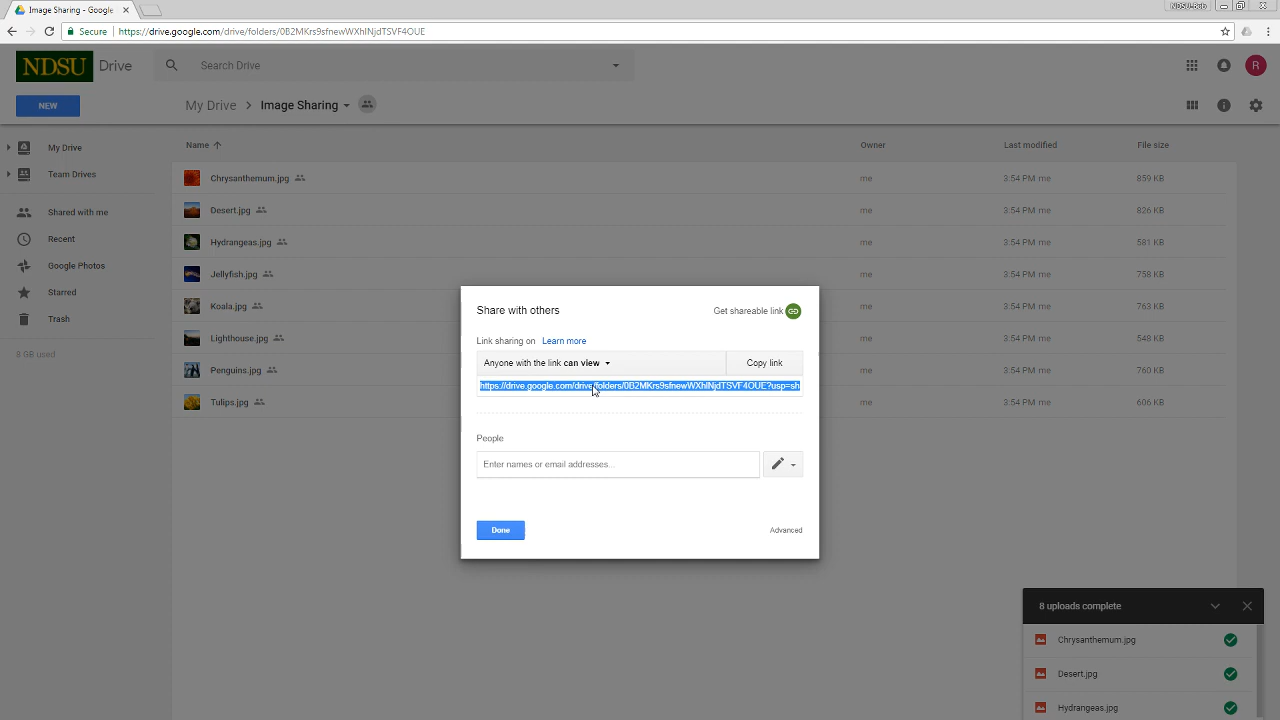 Image Sharing - Google
NDSU-Sub
Secure https://drive.google.com/drive/folders/0B2MKrs9sfnewWXhlNjdTSVF4OUE
NDSU Drive Search Drive R
NEW My Drive > Image Sharing
Name Owner Last modified File size
My Drive
Team Drives
Shared with me
Recent
Google Photos
Starred
Trash
8 GB used
Chrysanthemum.jpg me 3:54 PM me 859 KB
Desert.jpg me 3:54 PM me 826 KB
Hydrangeas.jpg me 3:54 PM me 581 KB
Jellyfish.jpg me 3:54 PM me 758 KB
Koala.jpg me 3:54 PM me 763 KB
Lighthouse.jpg me 3:54 PM me 548 KB
Penguins.jpg me 3:54 PM me 760 KB
Tulips.jpg me 3:54 PM me 606 KB
Share with others Get shareable link
Link sharing on Learn more
Anyone with the link can view Copy link
https://drive.google.com/drive/folders/0B2MKrs9sfnewWXhlNjdTSVF4OUE?usp=sh
People
Enter names or email addresses...
Done Advanced
8 uploads complete
Chrysanthemum.jpg
Desert.jpg
Hydrangeas.jpg